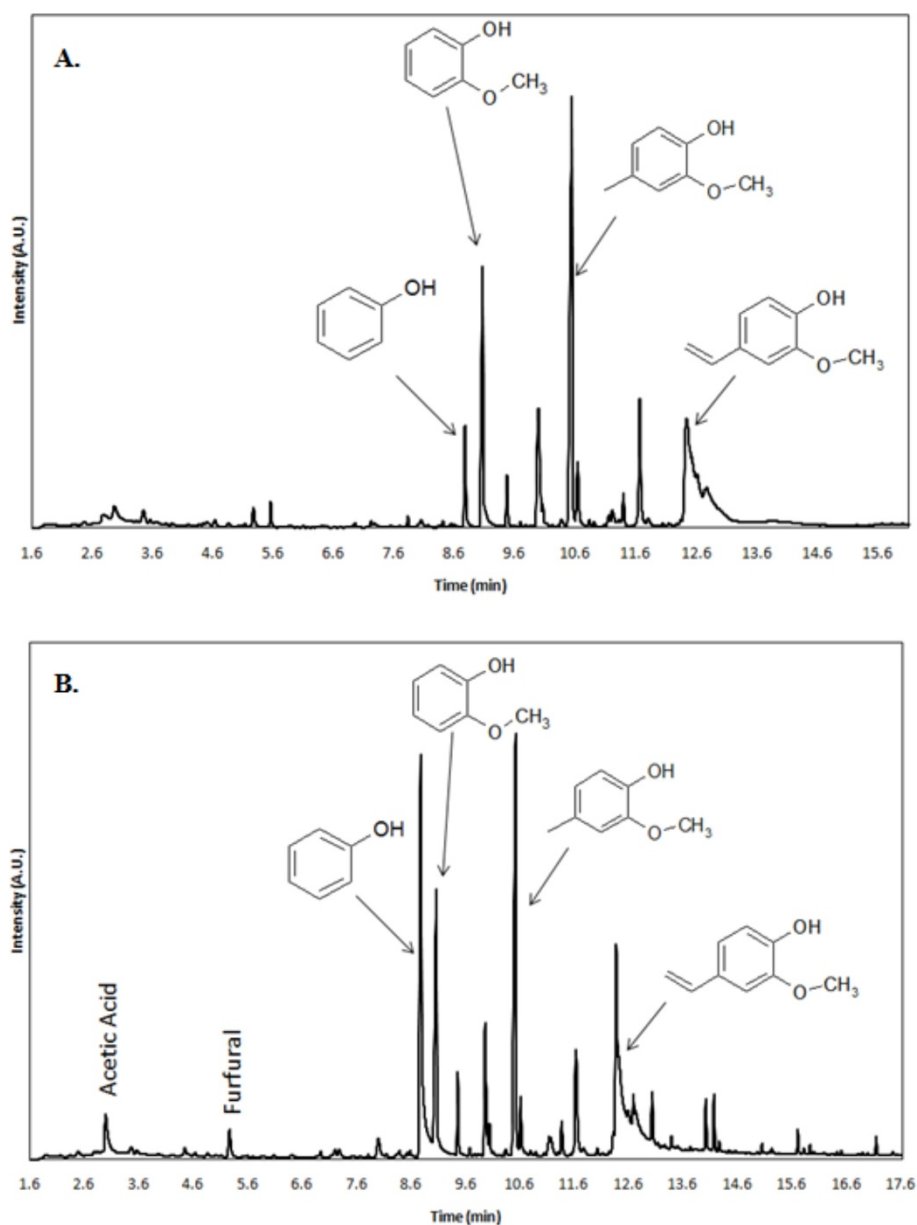 A.
OH
O
CH3
OH
O
CH3
OH
OH
O
CH3
Intensity (A.U.)
1.6 2.6 3.6 4.6 5.6 6.6 7.6 8.6 9.6 10.6 11.6 12.6 13.6 14.6 15.6
Time (min)
B.
OH
O
CH3
OH
OH
O
CH3
OH
O
CH3
Acetic Acid
Furfural
Intensity (A.U.)
1.6 2.6 3.6 4.6 5.6 6.6 7.6 8.6 9.6 10.6 11.6 12.6 13.6 14.6 15.6 16.6 17.6
Time (min)